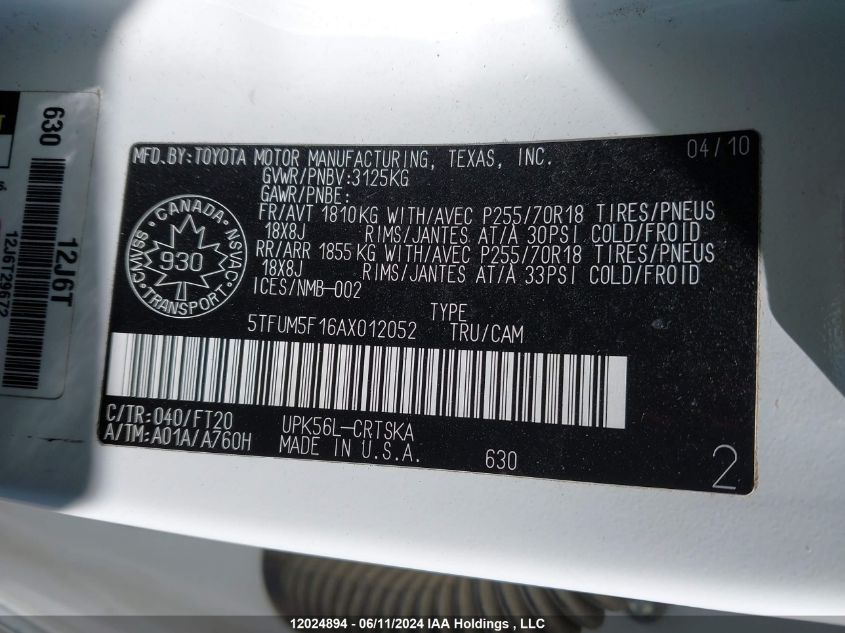 MFD.BY:TOYOTA MOTOR MANUFACTURING, TEXAS, INC. 04/10
GVWR/PNBV:3125KG
GAWR/PNBE:
FR/AVT 1810KG WITH/AVEC P255/70R18 TIRES/PNEUS
18X8J RIMS/JANTES AT/A 30PSI COLD/FROID
RR/ARR 1855KG WITH/AVEC P255/70R18 TIRES/PNEUS
18X8J RIMS/JANTES AT/A 33PSI COLD/FROID
ICES/NMB-002
CANADA
CMVSS 930 NSVAC
TRANSPORT
TYPE
5TFUM5F16AX012052 TRU/CAM
C/TR:040/FT20 UPK56L-CRTSKA
A/TM:A01A/A760H MADE IN U.S.A. 630 2
630
12J6T
12J6T29672
12024894 - 06/11/2024 IAA Holdings, LLC